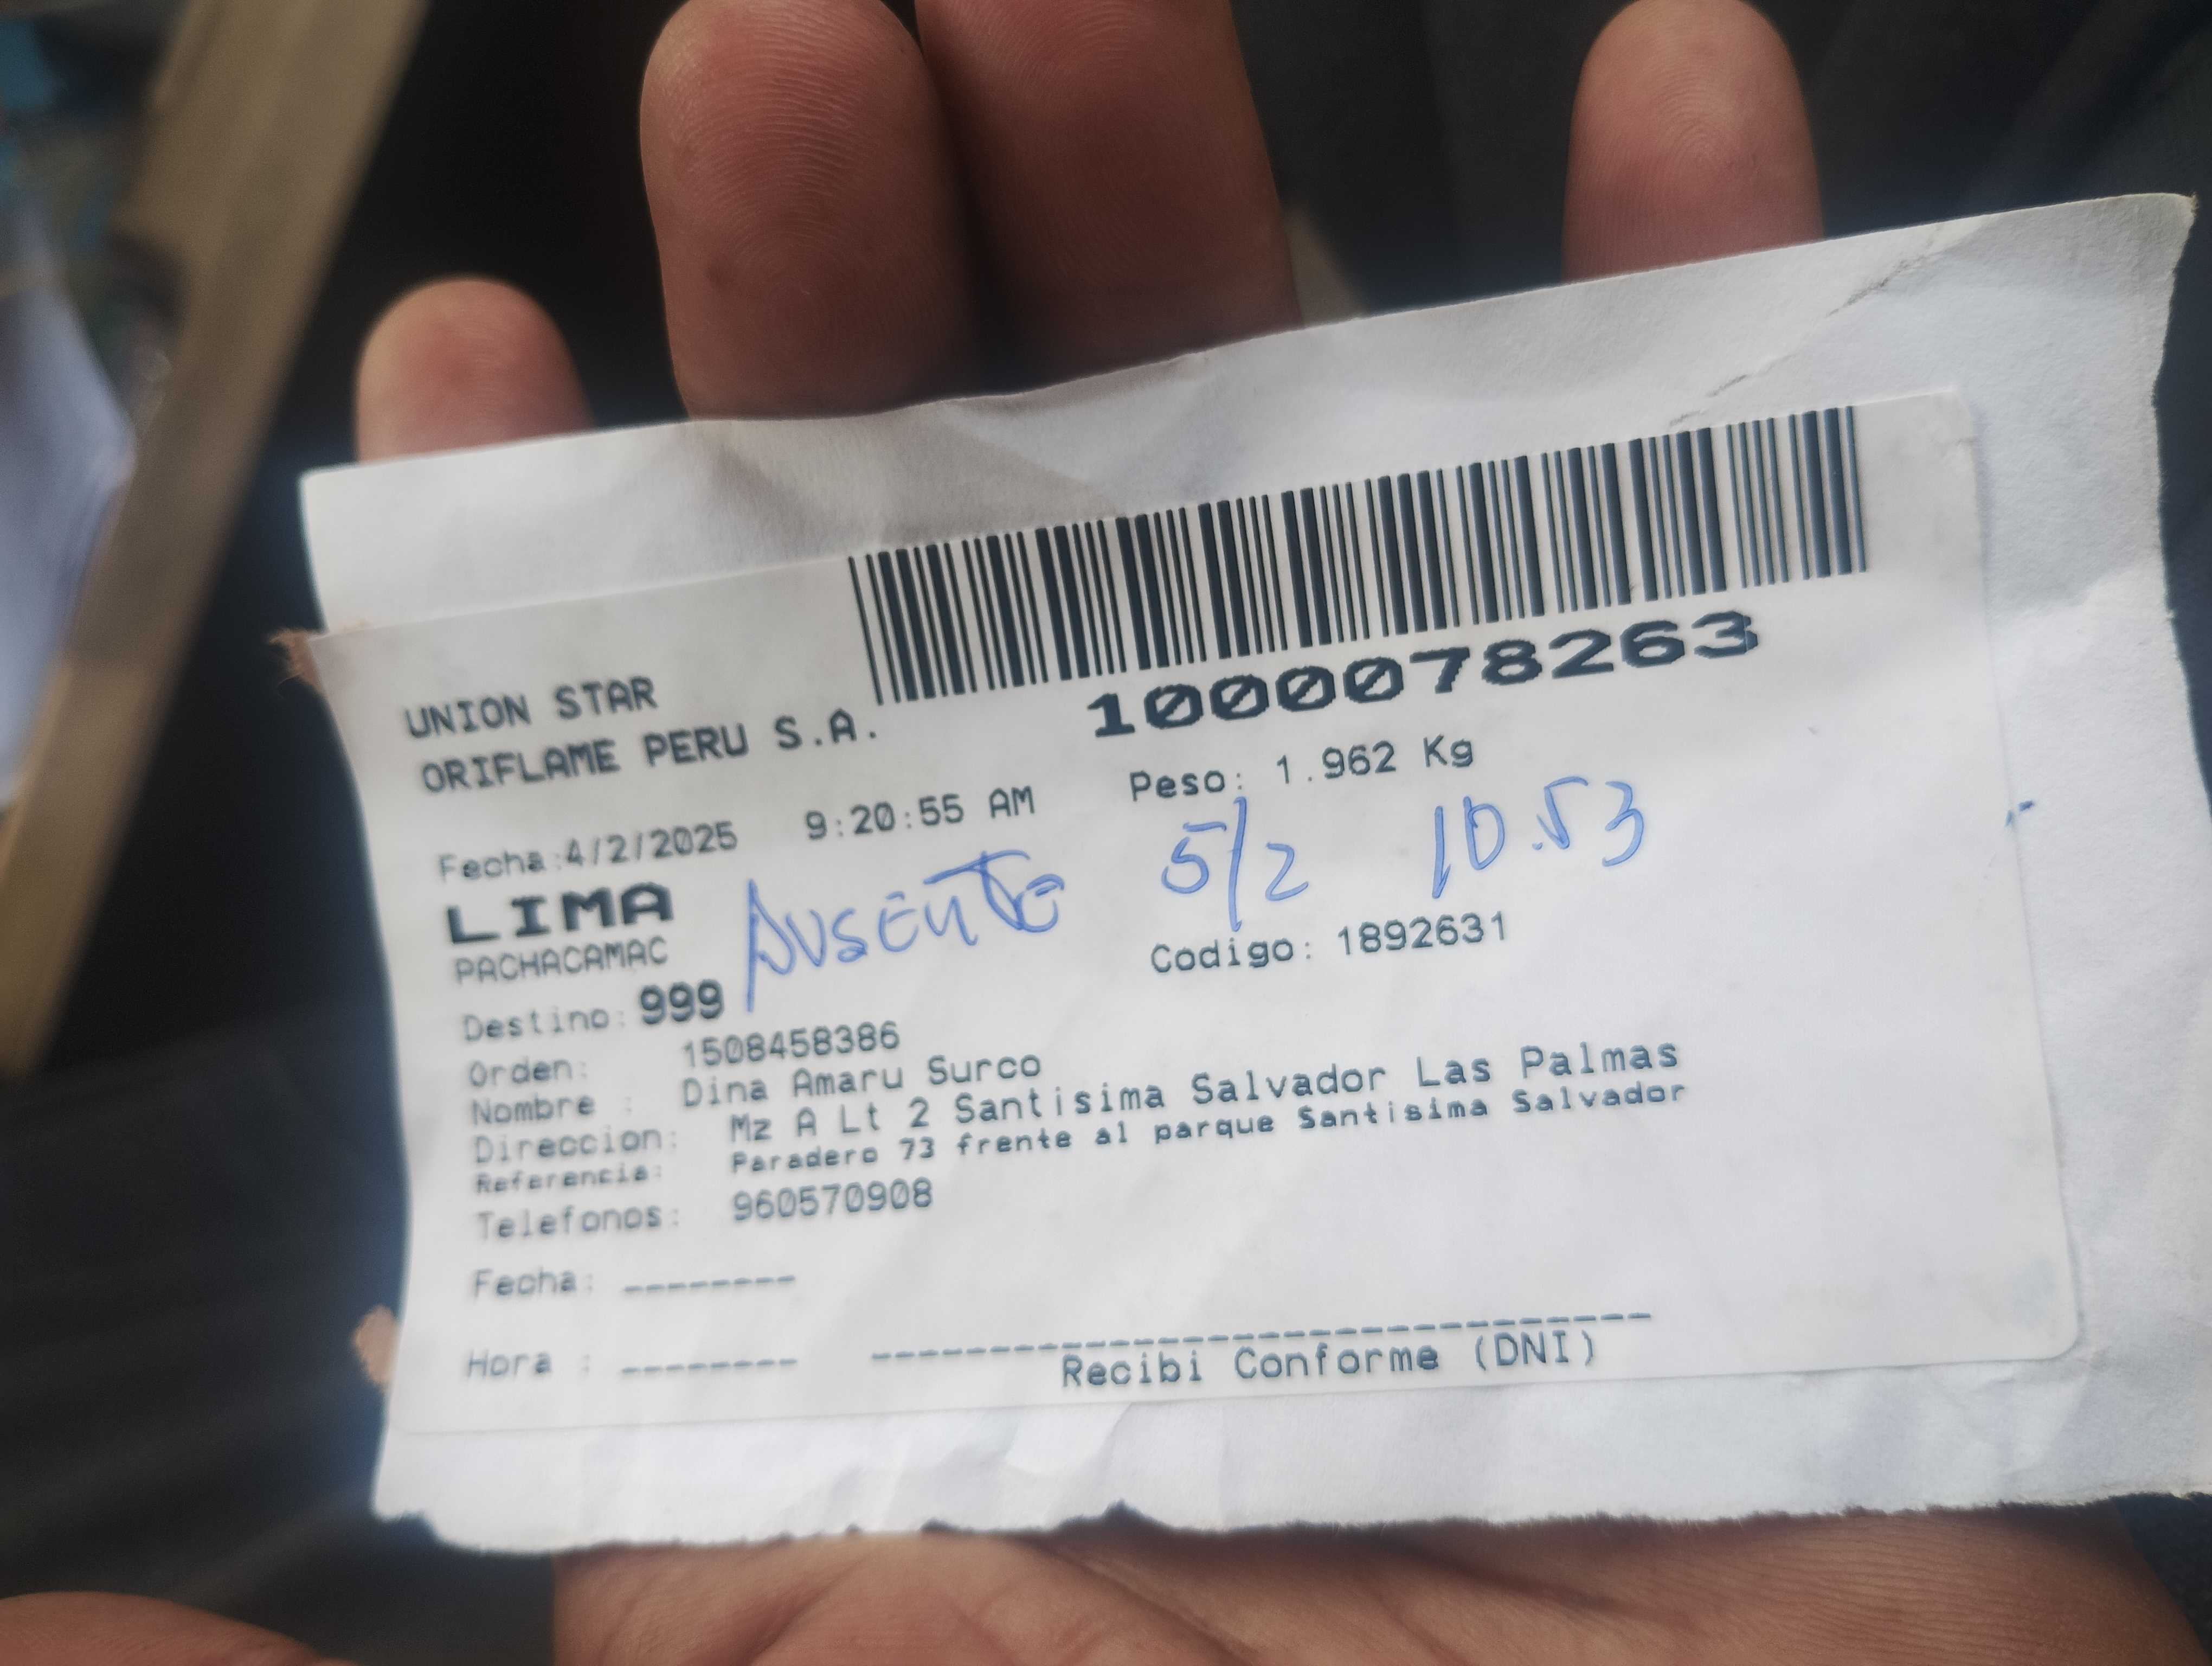 1000078263
UNION STAR
ORIFLAME PERU S.A.
Peso: 1.962 Kg
Fecha:4/2/2025 9:20:55 AM
LIMA
AUSENTE 5/2 10.53
PACHACAMAC
Codigo: 1892631
Destino: 999
Orden: 1508458386
Nombre : Dina Amaru Surco
Direccion: Mz A Lt 2 Santisima Salvador Las Palmas
Referencia: Paradero 73 frente al parque Santisima Salvador
Telefonos: 960570908
Fecha: --------
Hora : --------
Recibi Conforme (DNI)